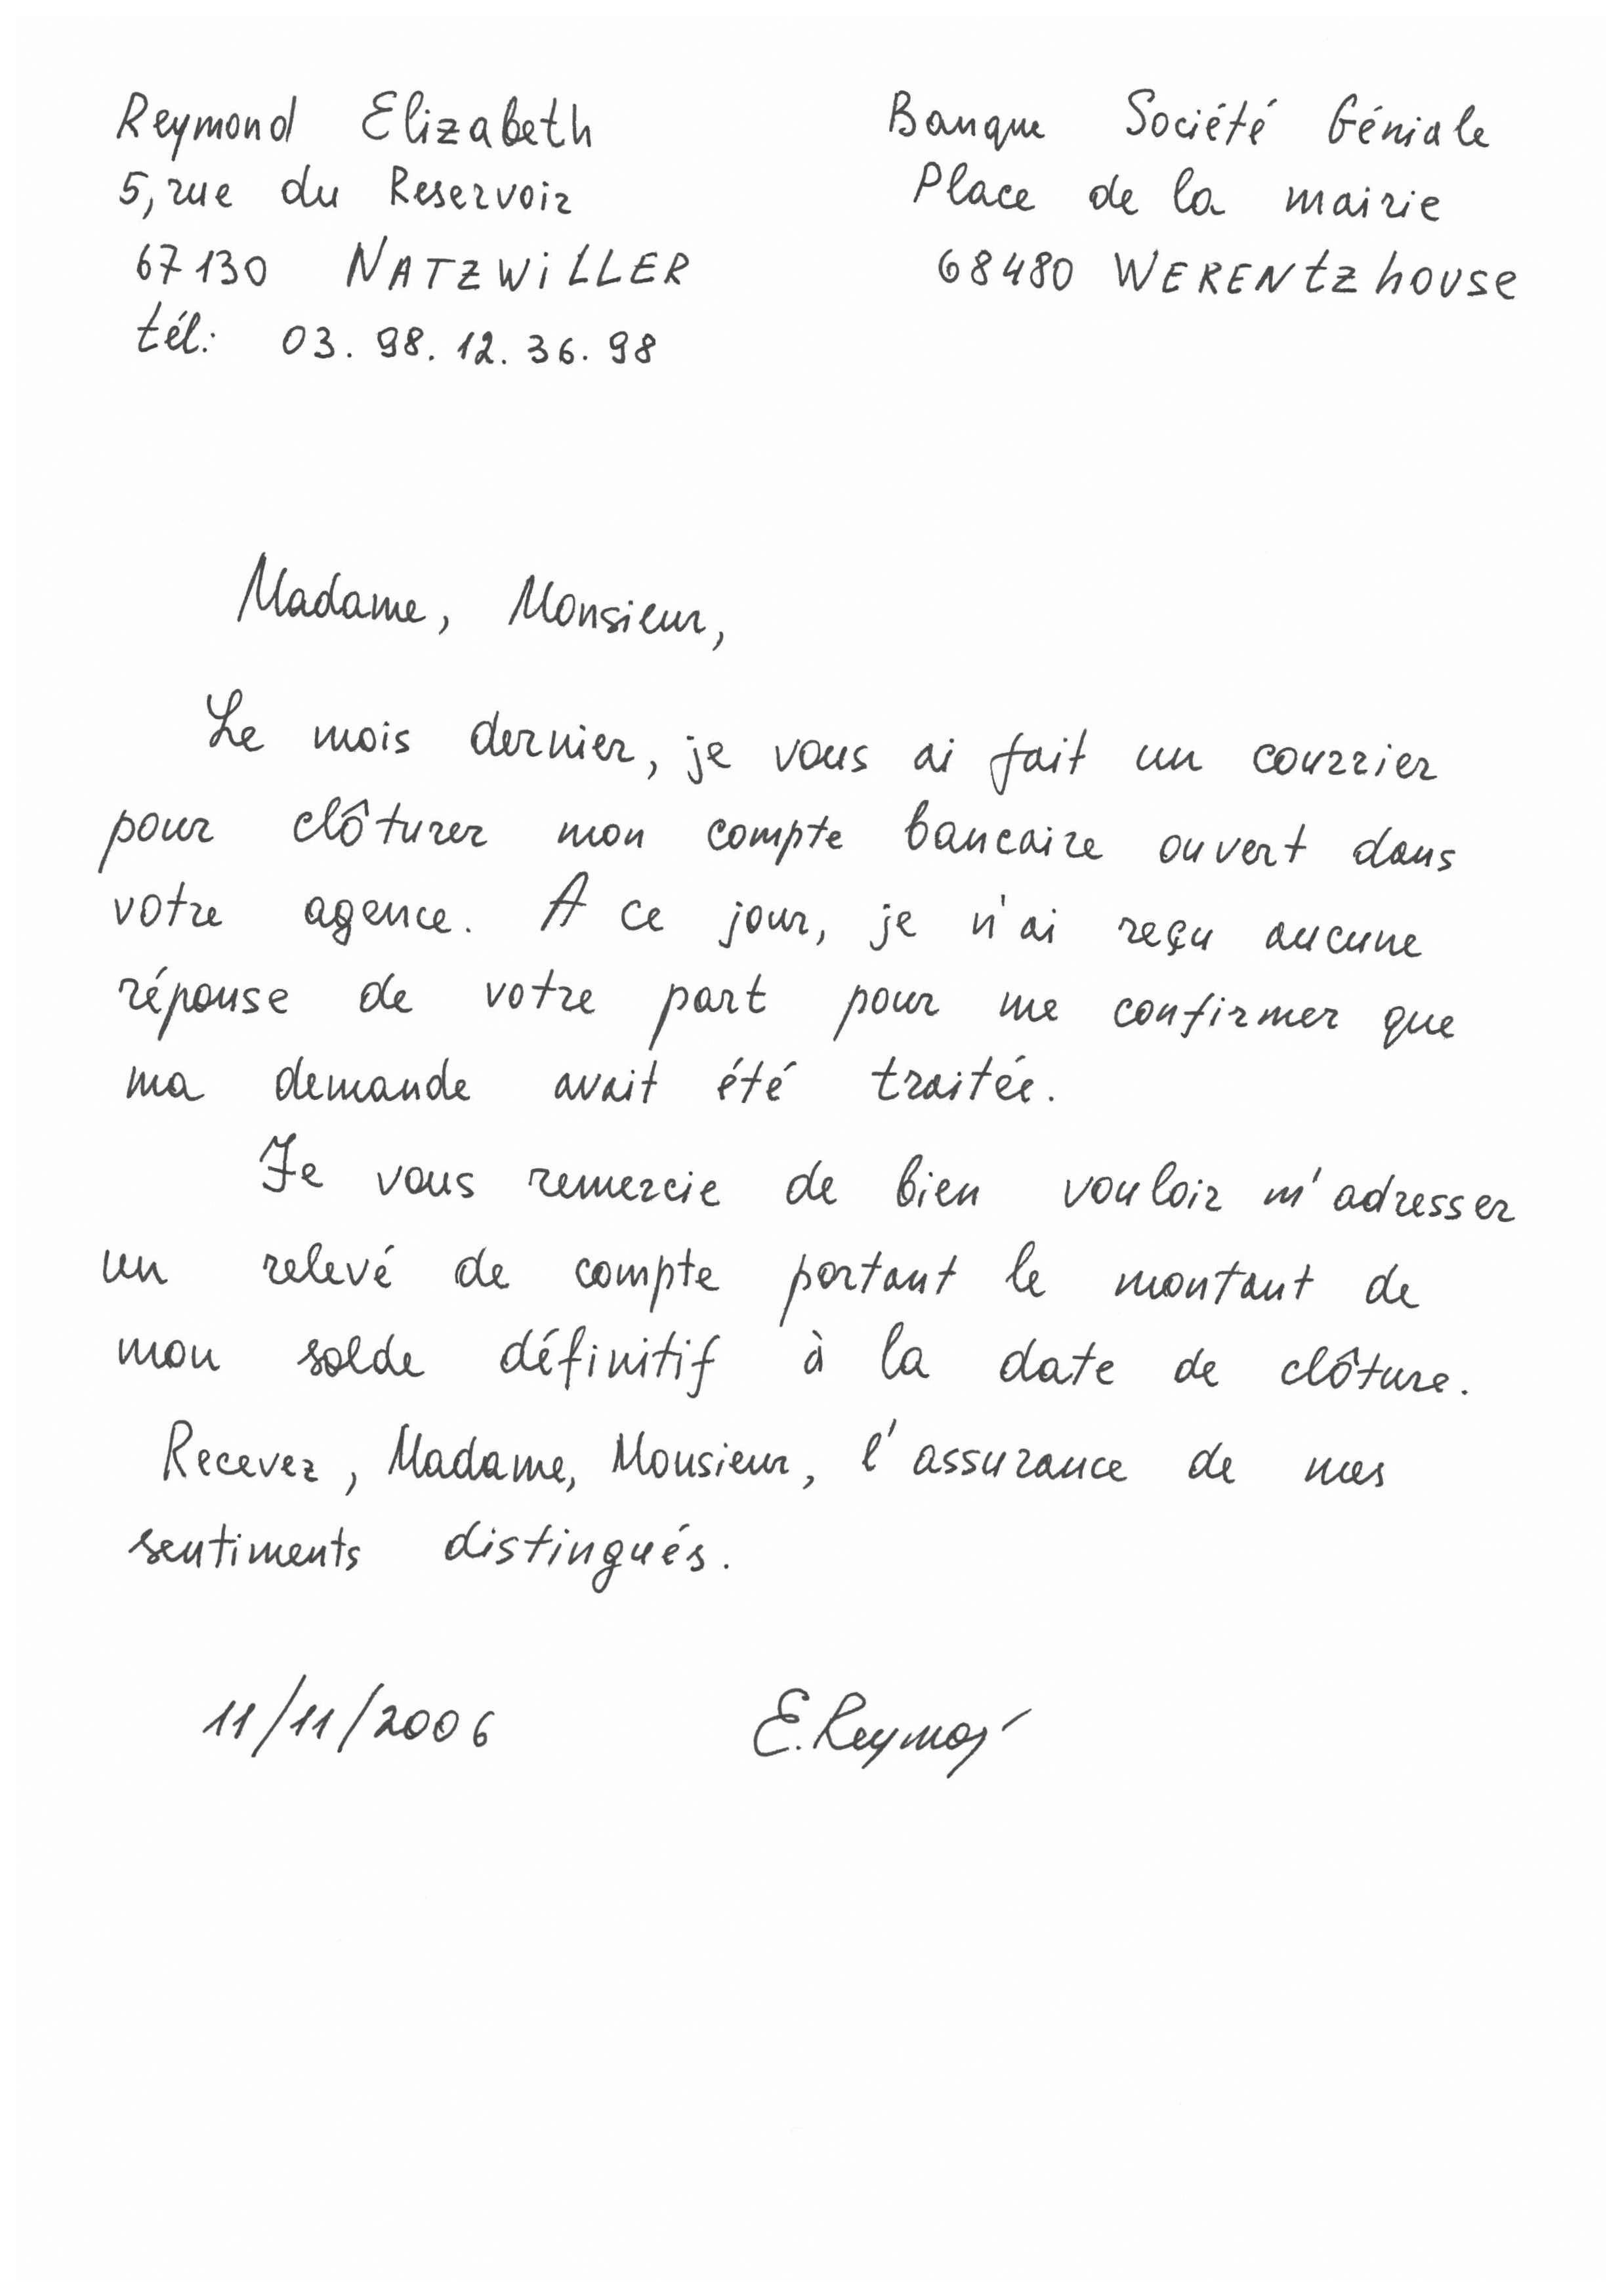 Reymond Elizabeth
5, rue du Reservoir
67130 NATZWiLLER
tél: 03. 98. 12. 36. 98
Banque Société Géniale
Place de la mairie
68480 WERENtzhouse
Madame, Monsieur,
Le mois dernier, je vous ai fait un courrier
pour clôturer mon compte bancaire ouvert dans
votre agence. A ce jour, je n'ai reçu aucune
réponse de votre part pour me confirmer que
ma demande avait été traitée.
Je vous remercie de bien vouloir m'adresser
un relevé de compte portant le montant de
mon solde définitif à la date de clôture.
Recevez, Madame, Monsieur, l'assurance de mes
sentiments distingués.
11/11/2006
E. Reymond